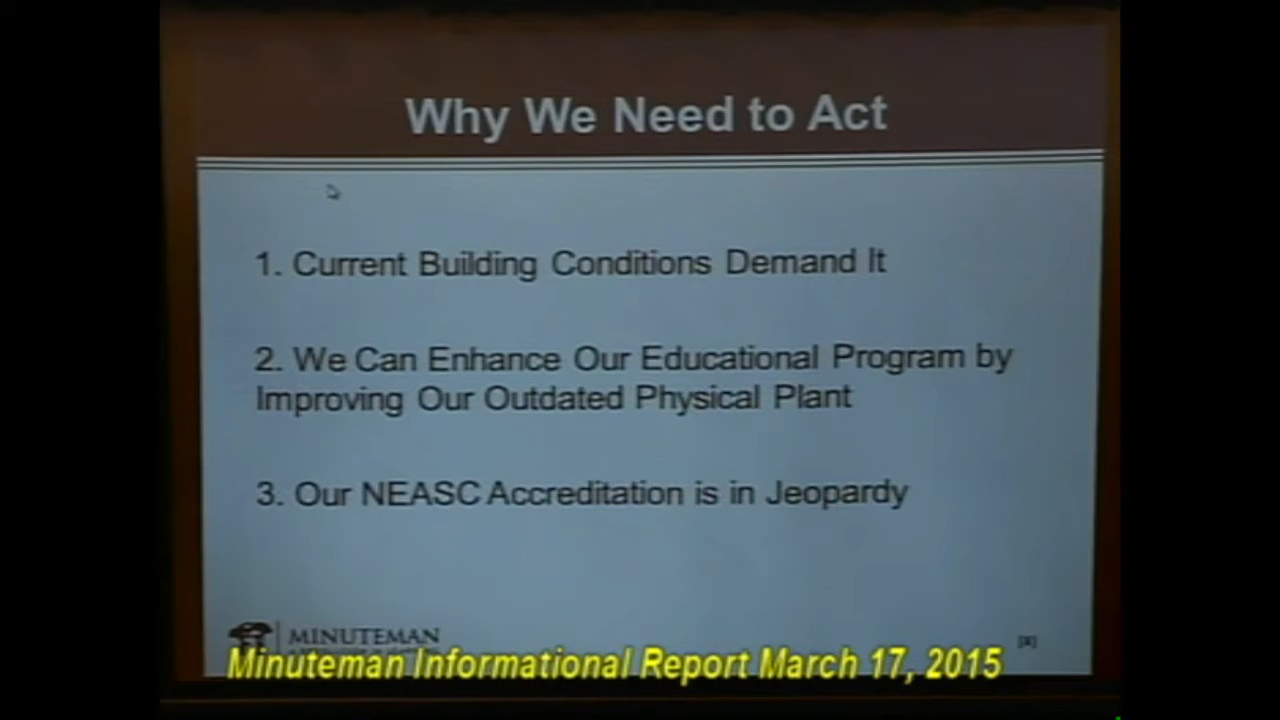 Why We Need to Act
1. Current Building Conditions Demand It
2. We Can Enhance Our Educational Program by
Improving Our Outdated Physical Plant
3. Our NEASC Accreditation is in Jeopardy
MINUTEMAN
Minuteman Informational Report March 17, 2015